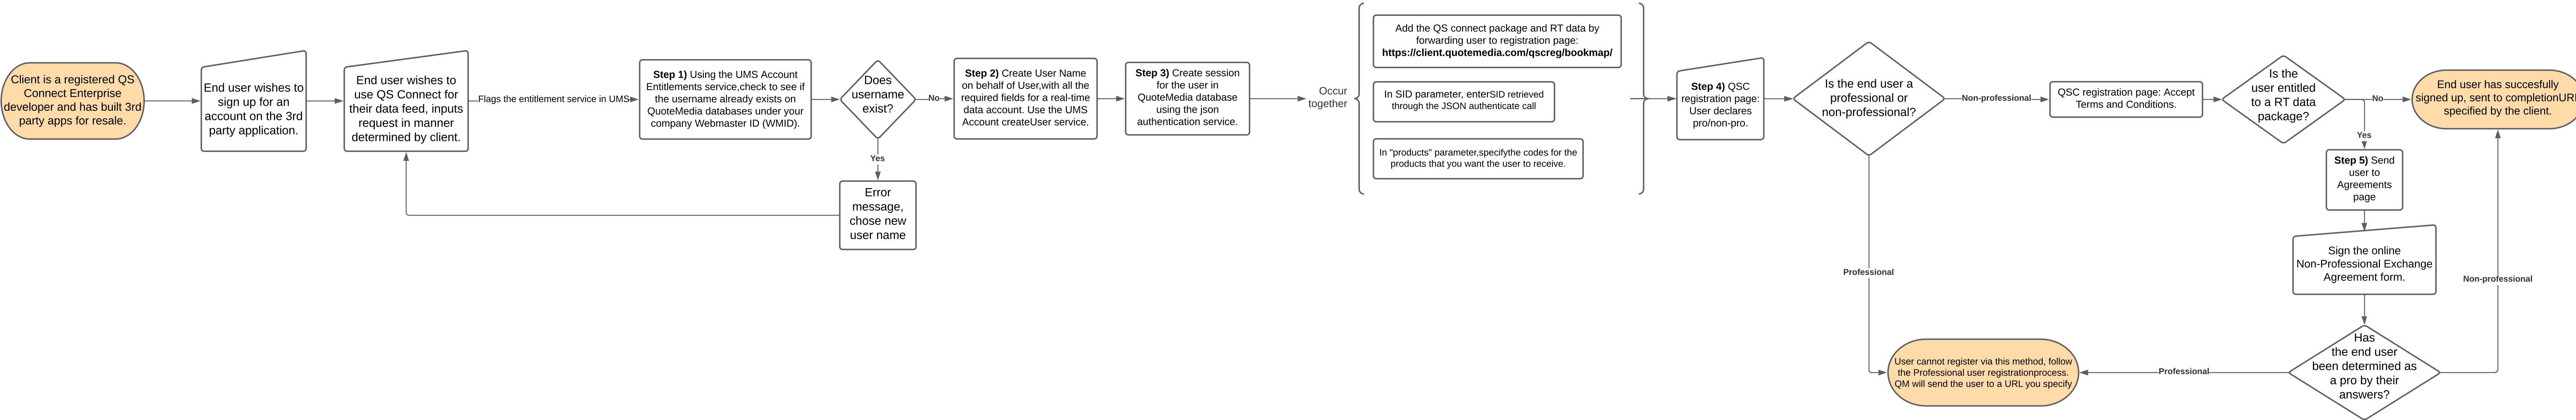 Client is a registered QS
Connect Enterprise
developer and has built 3rd
party apps for resale.
End user wishes to
sign up for an
account on the 3rd
party application.
End user wishes to
use QS Connect for
their data feed, inputs
request in manner
determined by client.
Flags the entitlement service in UMS
Step 1) Using the UMS Account
Entitlements service,check to see if
the username already exists on
QuoteMedia databases under your
company Webmaster ID (WMID).
Does
username
exist?
No
Yes
Error
message,
chose new
user name
Step 2) Create User Name
on behalf of User,with all the
required fields for a real-time
data account. Use the UMS
Account createUser service.
Step 3) Create session
for the user in
QuoteMedia database
using the json
authentication service.
Occur
together
Add the QS connect package and RT data by
forwarding user to registration page:
https://client.quotemedia.com/qscreg/bookmap/
In SID parameter, enterSID retrieved
through the JSON authenticate call
In "products" parameter,specifythe codes for the
products that you want the user to receive.
Step 4) QSC
registration page:
User declares
pro/non-pro.
Is the end user a
professional or
non-professional?
Non-professional
Professional
QSC registration page: Accept
Terms and Conditions.
Is the
user entitled
to a RT data
package?
No
Yes
End user has succesfully
signed up, sent to completionURL
specified by the client.
Step 5) Send
user to
Agreements
page
Sign the online
Non-Professional Exchange
Agreement form.
Non-professional
Has
the end user
been determined as
a pro by their
answers?
Professional
User cannot register via this method, follow
the Professional user registrationprocess.
QM will send the user to a URL you specify